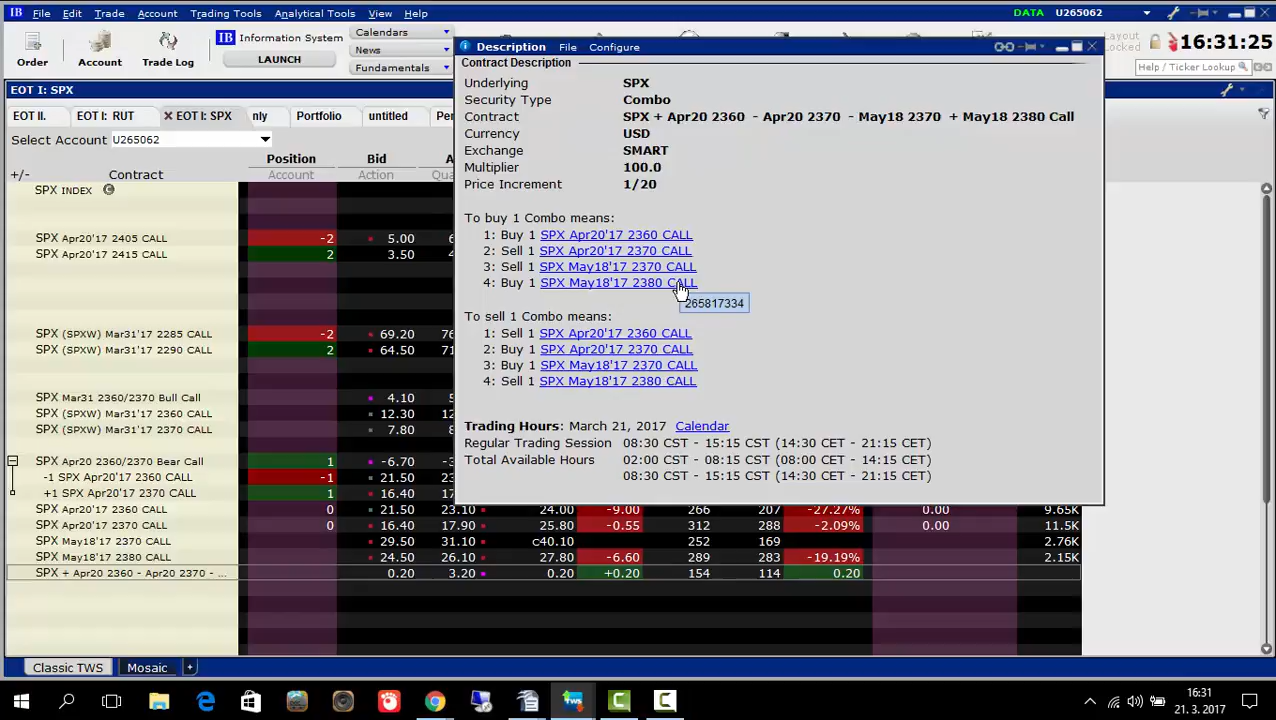 IB File Edit Trade Account Trading Tools Analytical Tools View Help DATA U265062
Order Account Trade Log IB Information System LAUNCH
Calendars
News
Fundamentals
Layout Locked 16:31:25
Help / Ticker Lookup
Description File Configure
Contract Description
Underlying SPX
Security Type Combo
Contract SPX + Apr20 2360 - Apr20 2370 - May18 2370 + May18 2380 Call
Currency USD
Exchange SMART
Multiplier 100.0
Price Increment 1/20
To buy 1 Combo means:
1: Buy 1 SPX Apr20'17 2360 CALL
2: Sell 1 SPX Apr20'17 2370 CALL
3: Sell 1 SPX May18'17 2370 CALL
4: Buy 1 SPX May18'17 2380 CALL
265817334
To sell 1 Combo means:
1: Sell 1 SPX Apr20'17 2360 CALL
2: Buy 1 SPX Apr20'17 2370 CALL
3: Buy 1 SPX May18'17 2370 CALL
4: Sell 1 SPX May18'17 2380 CALL
Trading Hours: March 21, 2017 Calendar
Regular Trading Session 08:30 CST - 15:15 CST (14:30 CET - 21:15 CET)
Total Available Hours 02:00 CST - 08:15 CST (08:00 CET - 14:15 CET)
08:30 CST - 15:15 CST (14:30 CET - 21:15 CET)
EOT I: SPX
EOT II. EOT I: RUT EOT I: SPX nly Portfolio untitled
Select Account U265062
Position Bid
+/- Contract Account Action
SPX INDEX C
SPX Apr20'17 2405 CALL -2 5.00
SPX Apr20'17 2415 CALL 2 3.50
SPX (SPXW) Mar31'17 2285 CALL -2 69.20
SPX (SPXW) Mar31'17 2290 CALL 2 64.50
SPX Mar31 2360/2370 Bull Call 4.10
SPX (SPXW) Mar31'17 2360 CALL 12.30
SPX (SPXW) Mar31'17 2370 CALL 7.80
SPX Apr20 2360/2370 Bear Call 1 -6.70
-1 SPX Apr20'17 2360 CALL -1 21.50
+1 SPX Apr20'17 2370 CALL 1 16.40
SPX Apr20'17 2360 CALL 0 21.50 23.10 24.00 -9.00 266 207 -27.27% 0.00 9.65K
SPX Apr20'17 2370 CALL 0 16.40 17.90 25.80 -0.55 312 288 -2.09% 0.00 11.5K
SPX May18'17 2370 CALL 29.50 31.10 c40.10 252 169 2.76K
SPX May18'17 2380 CALL 24.50 26.10 27.80 -6.60 289 283 -19.19% 2.15K
SPX + Apr20 2360 - Apr20 2370 - ... 0.20 3.20 0.20 +0.20 154 114 0.20
Classic TWS Mosaic +
TWS
16:31
21. 3. 2017